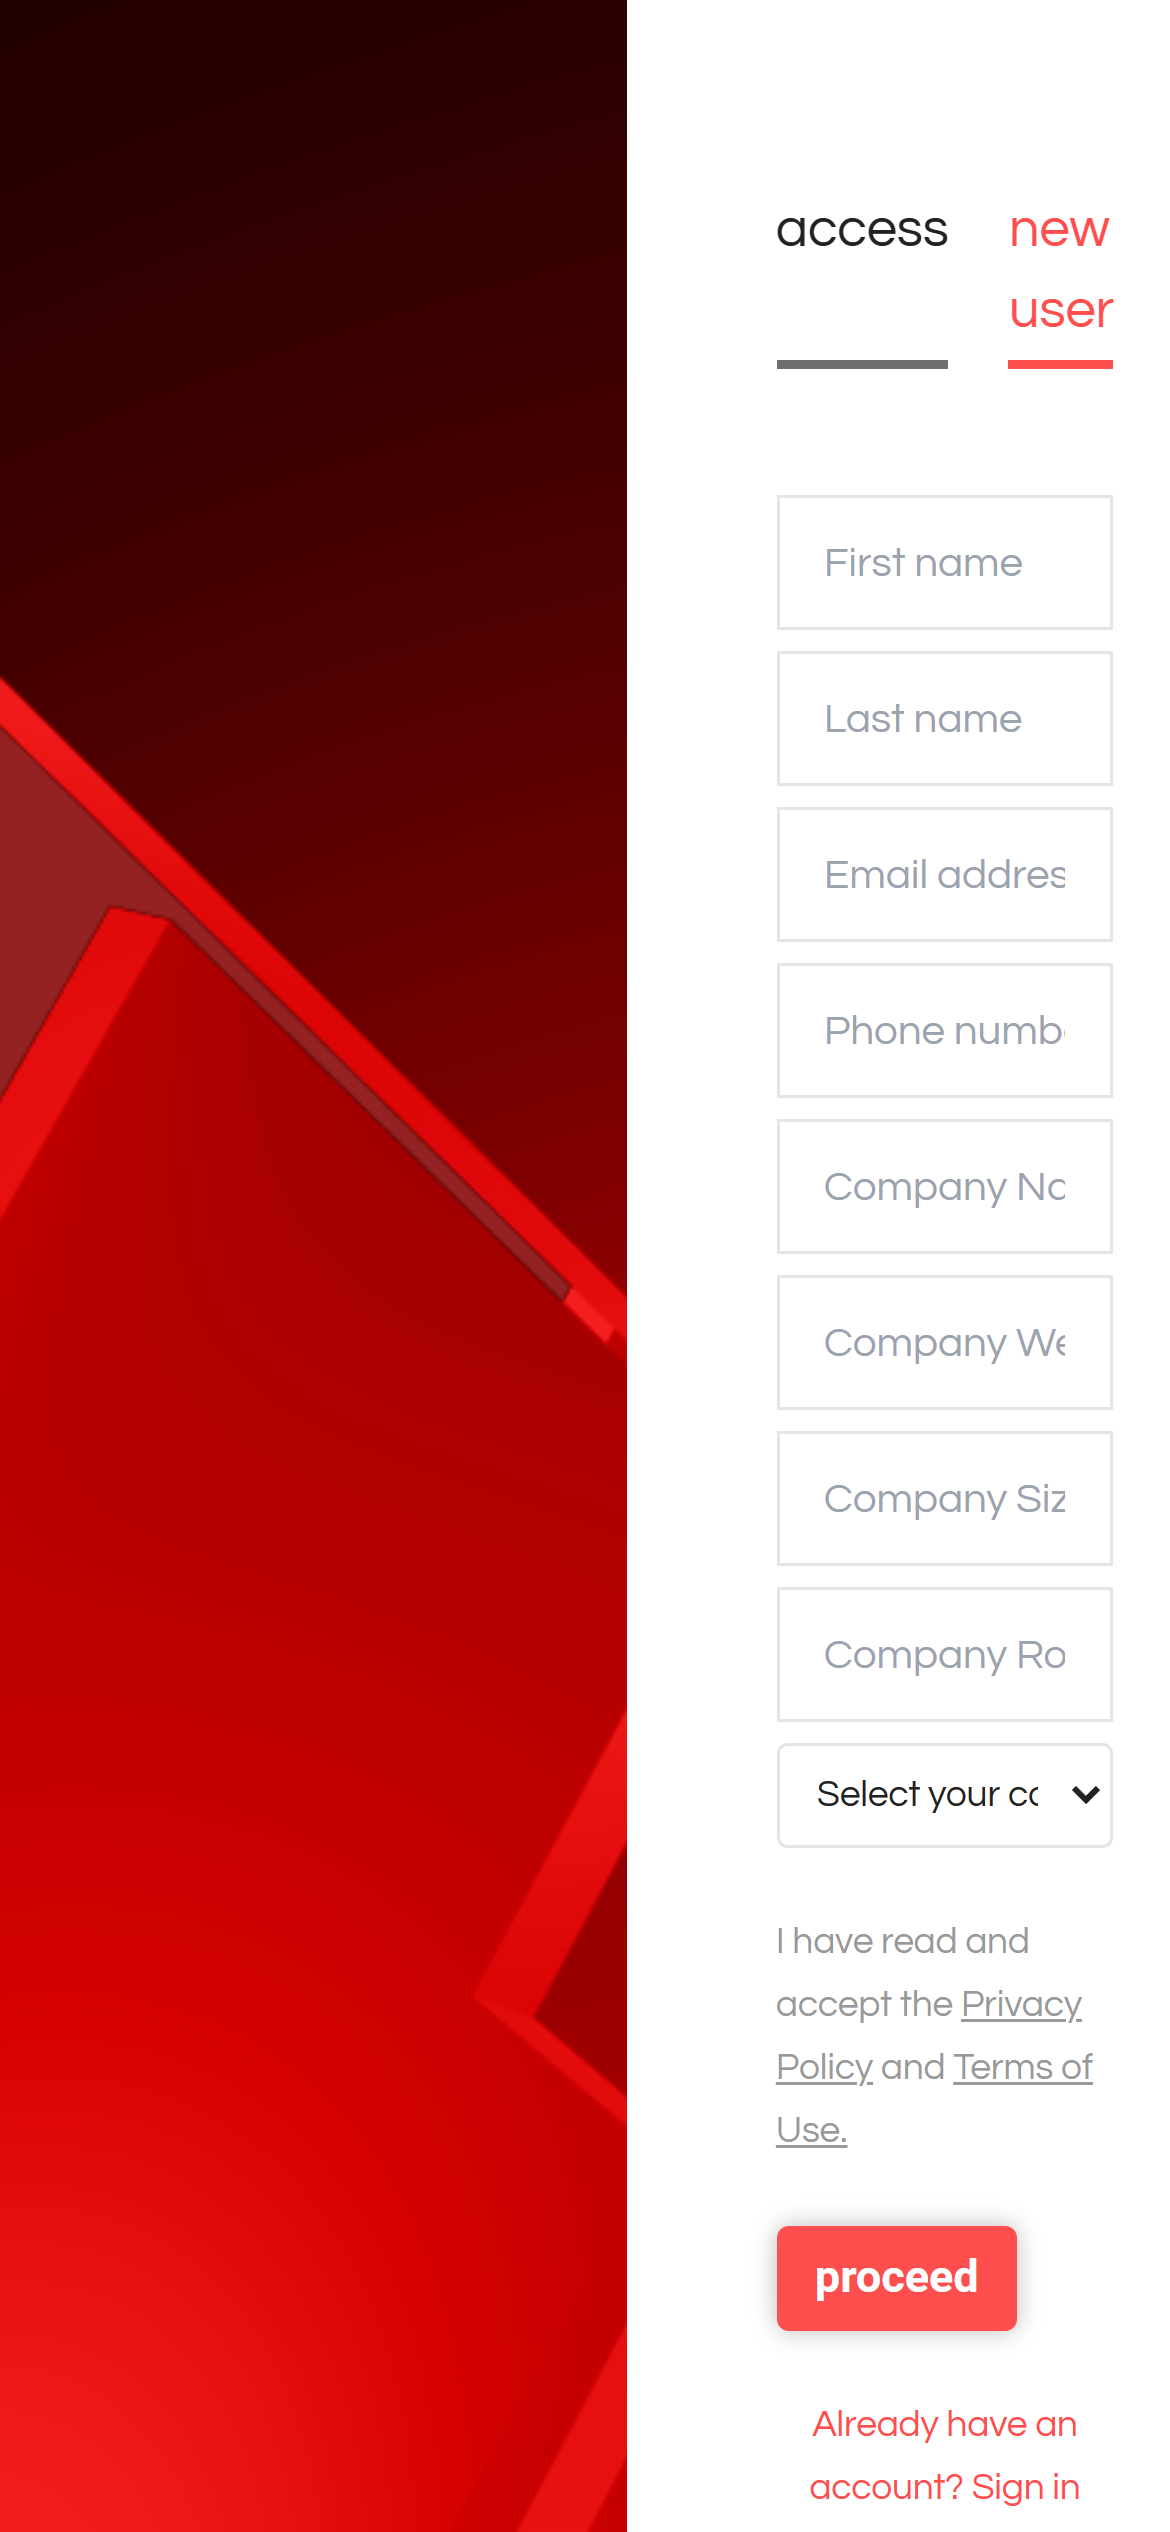 access
new
user
First name
Last name
Email addres
Phone numb
Company
Company We
Company Siz
Company Ro
Select your
I have read and
accept the Privacy
Policy and Terms of
Use.
proceed
Already have an
account? Sign in